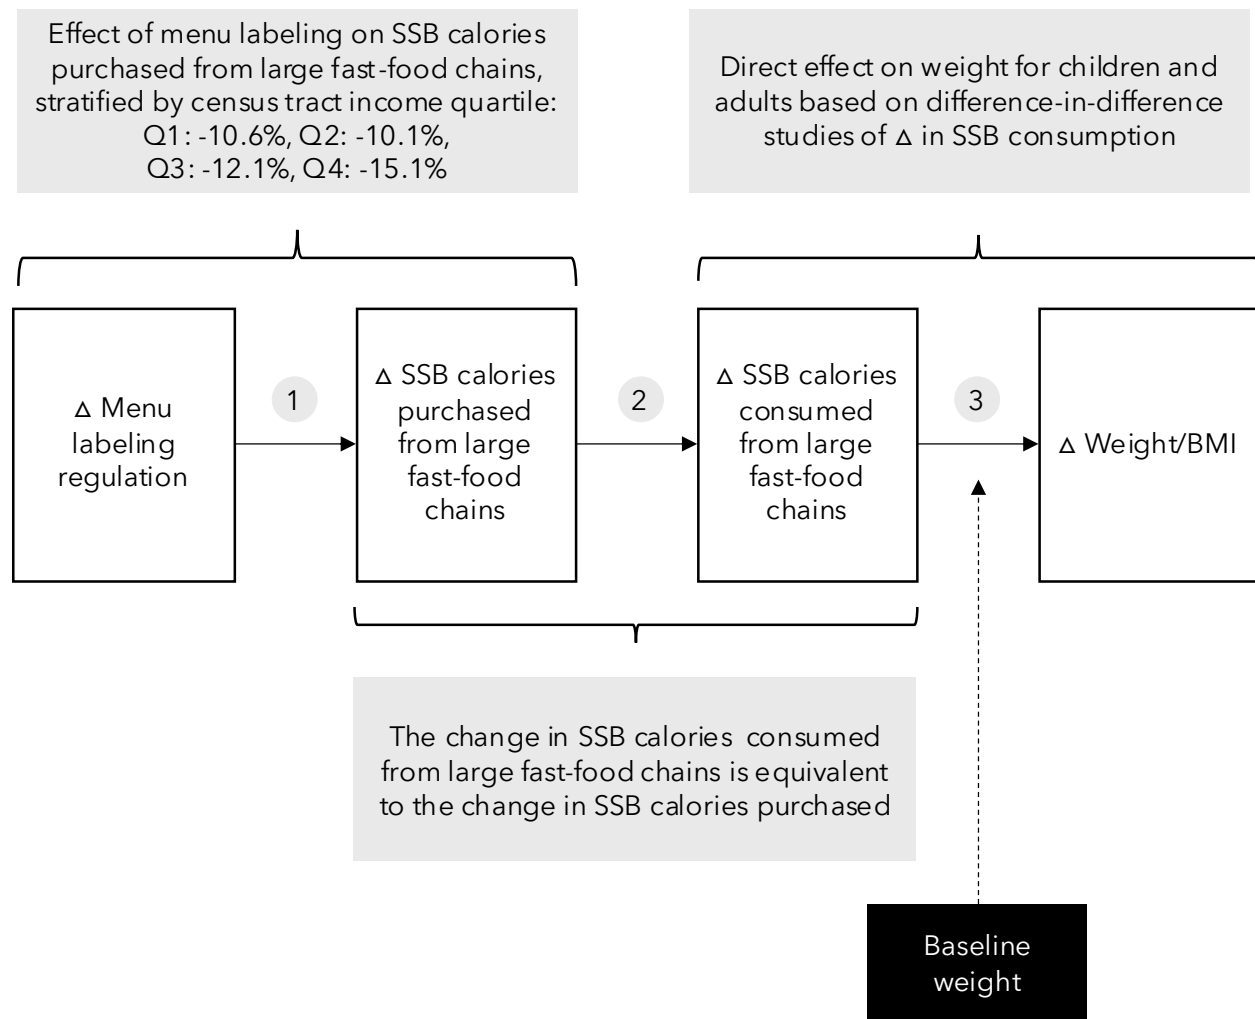 Effect of menu labeling on SSB calories
purchased from large fast-food chains,
stratified by census tract income quartile:
Q1: -10.6%, Q2: -10.1%,
Q3: -12.1%, Q4: -15.1%
Direct effect on weight for children and
adults based on difference-in-difference
studies of Δ in SSB consumption
Δ Menu
labeling
regulation
1
Δ SSB calories
purchased
from large
fast-food
chains
2
Δ SSB calories
consumed
from large
fast-food
chains
3
Δ Weight/BMI
The change in SSB calories consumed
from large fast-food chains is equivalent
to the change in SSB calories purchased
Baseline
weight